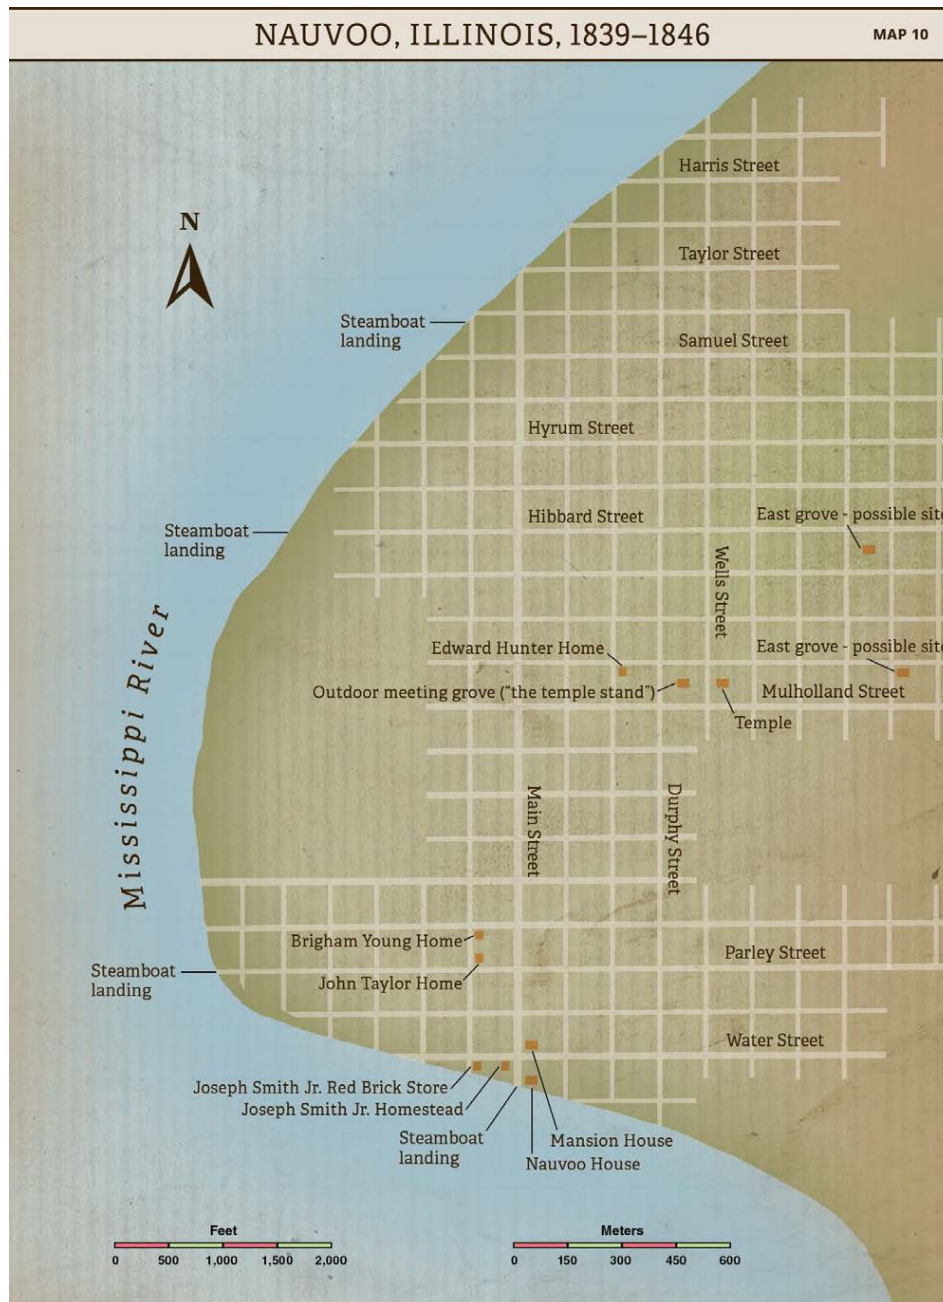 NAUVOO, ILLINOIS, 1839–1846
MAP 10
Harris Street
N
Taylor Street
Steamboat
landing
Samuel Street
Hyrum Street
Hibbard Street
East grove - possible site
Steamboat
landing
Wells Street
Mississippi River
Edward Hunter Home
East grove - possible site
Outdoor meeting grove ("the temple stand")
Mulholland Street
Temple
Main Street
Durphy Street
Brigham Young Home
Parley Street
Steamboat
landing
John Taylor Home
Water Street
Joseph Smith Jr. Red Brick Store
Joseph Smith Jr. Homestead
Steamboat
landing
Mansion House
Nauvoo House
Feet
0 500 1,000 1,500 2,000
Meters
0 150 300 450 600